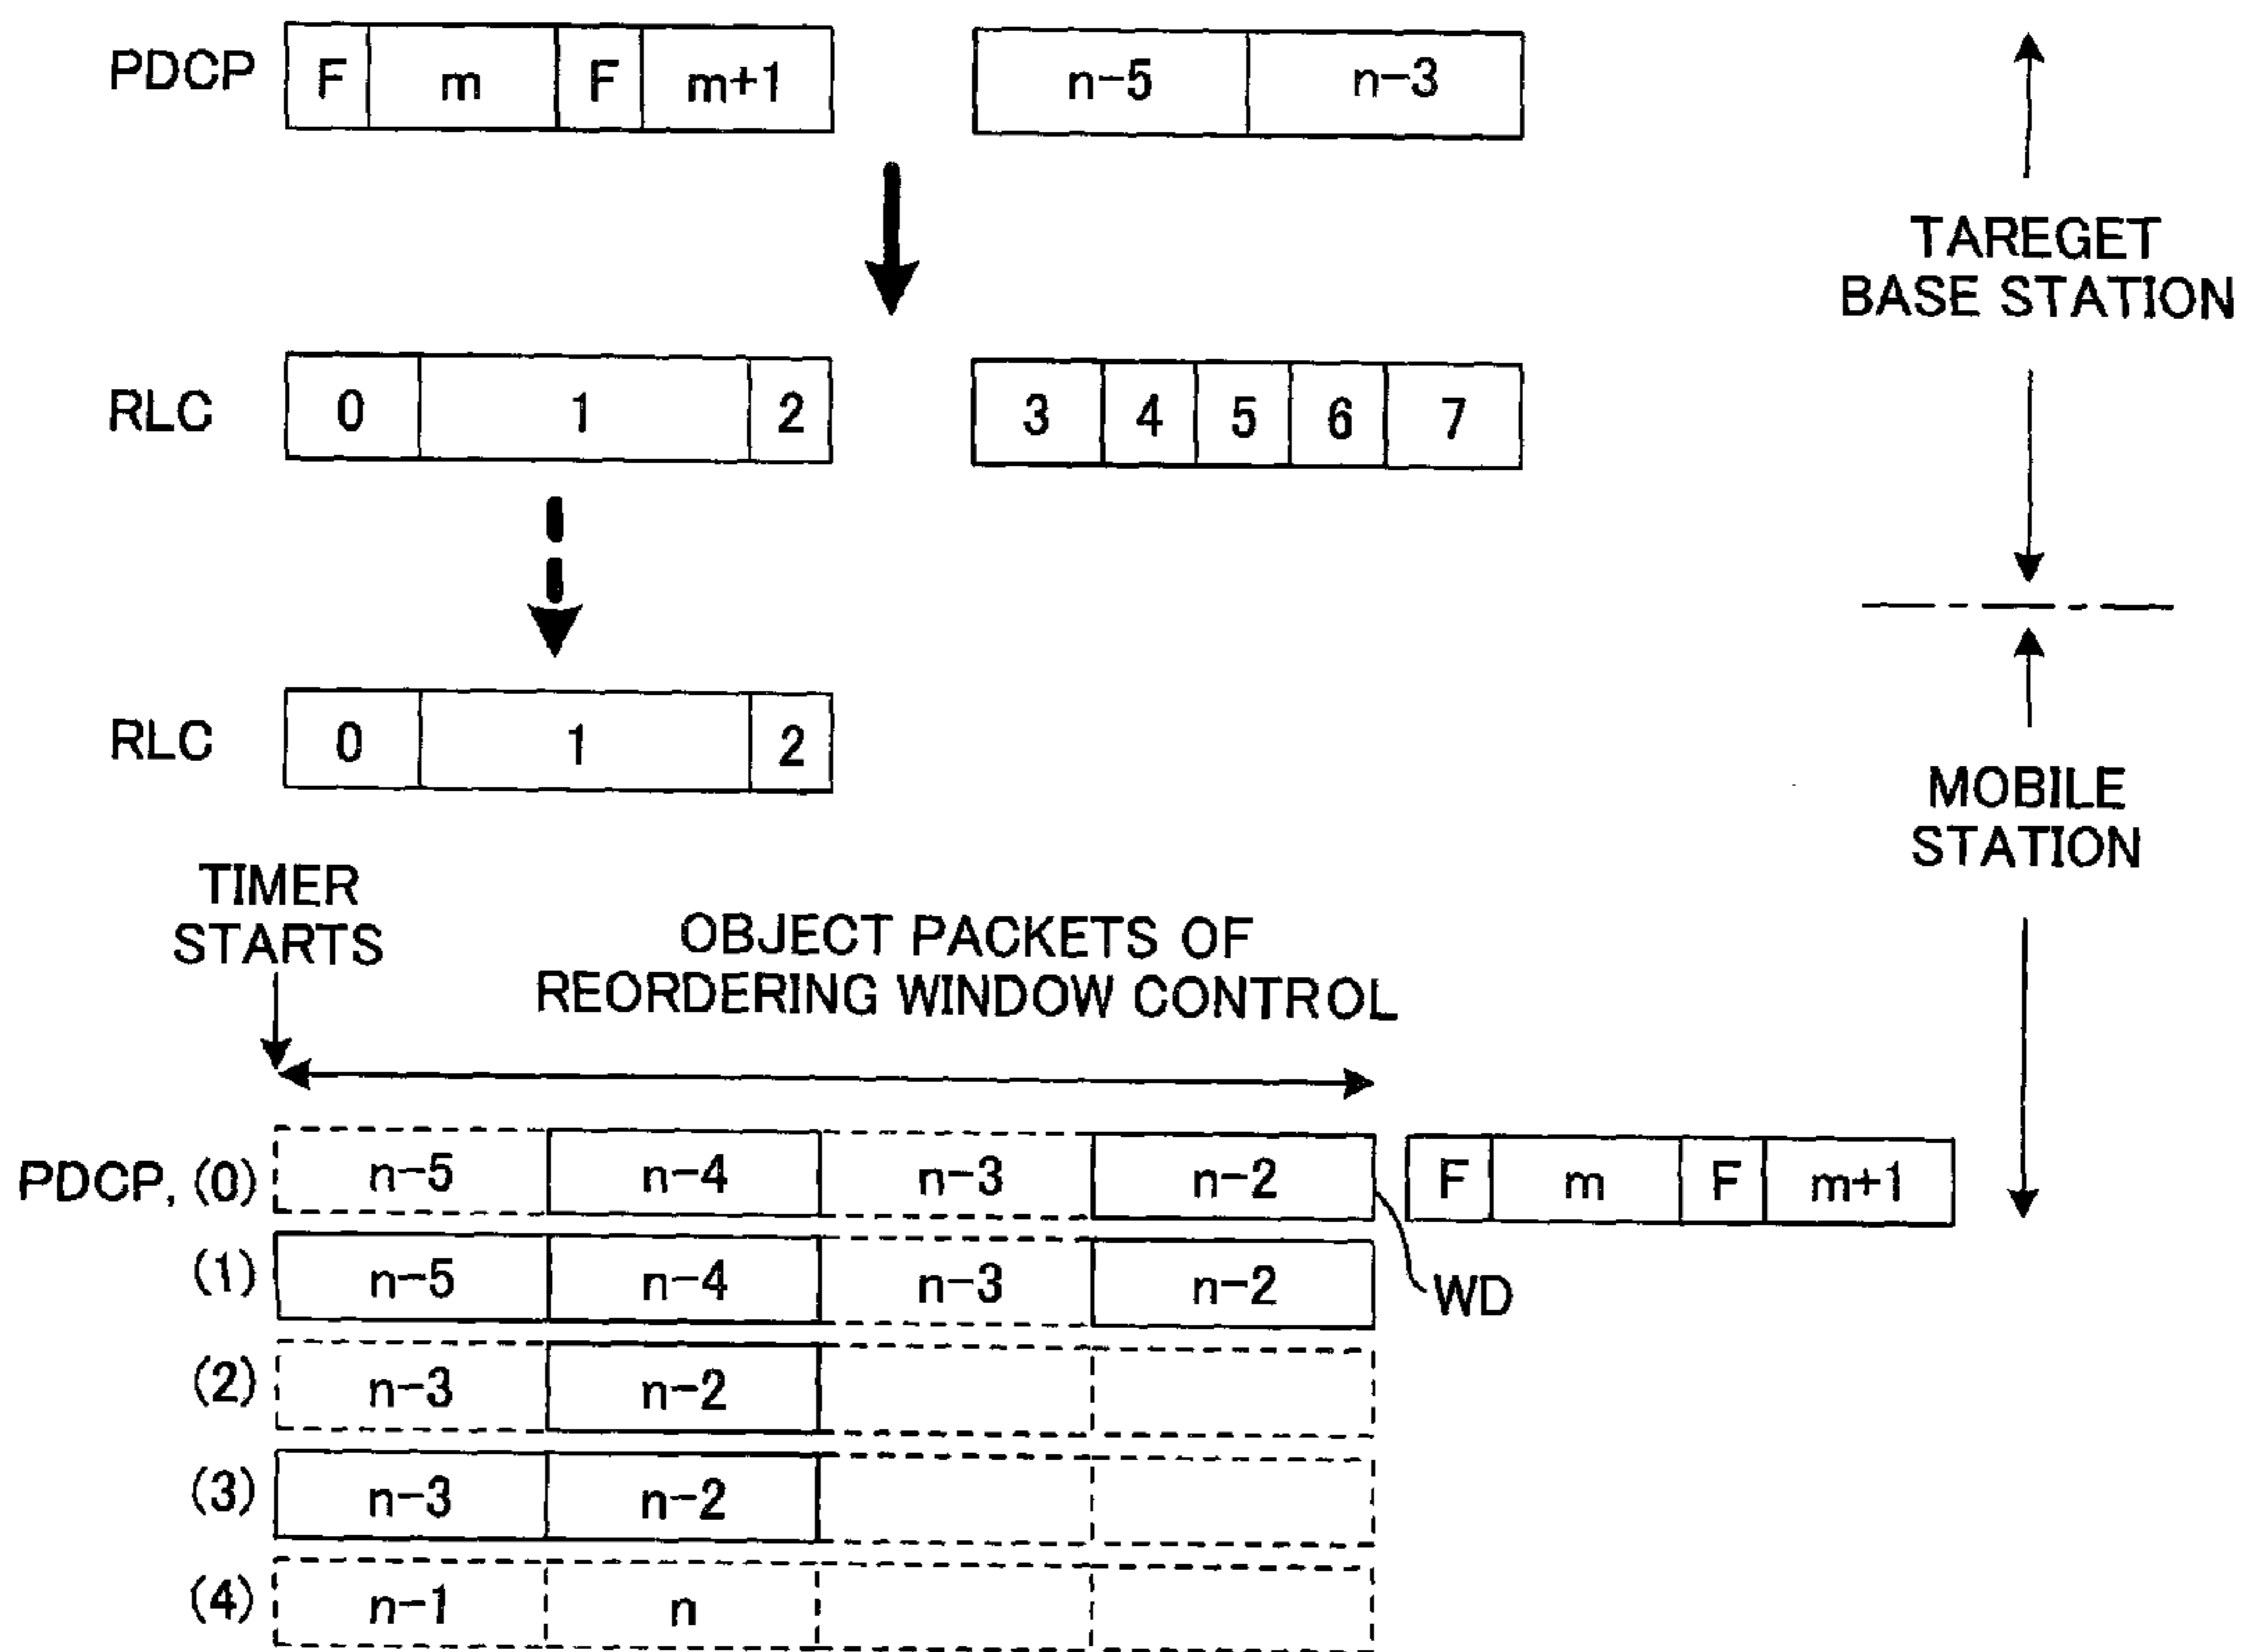 PDCP F m F m+1 n-5 n-3
TAREGET
BASE STATION
RLC 0 1 2 3 4 5 6 7
RLC 0 1 2
MOBILE
STATION
TIMER
STARTS
OBJECT PACKETS OF
REORDERING WINDOW CONTROL
PDCP, (0) n-5 n-4 n-3 n-2 F m F m+1
(1) n-5 n-4 n-3 n-2
WD
(2) n-3 n-2
(3) n-3 n-2
(4) n-1 n